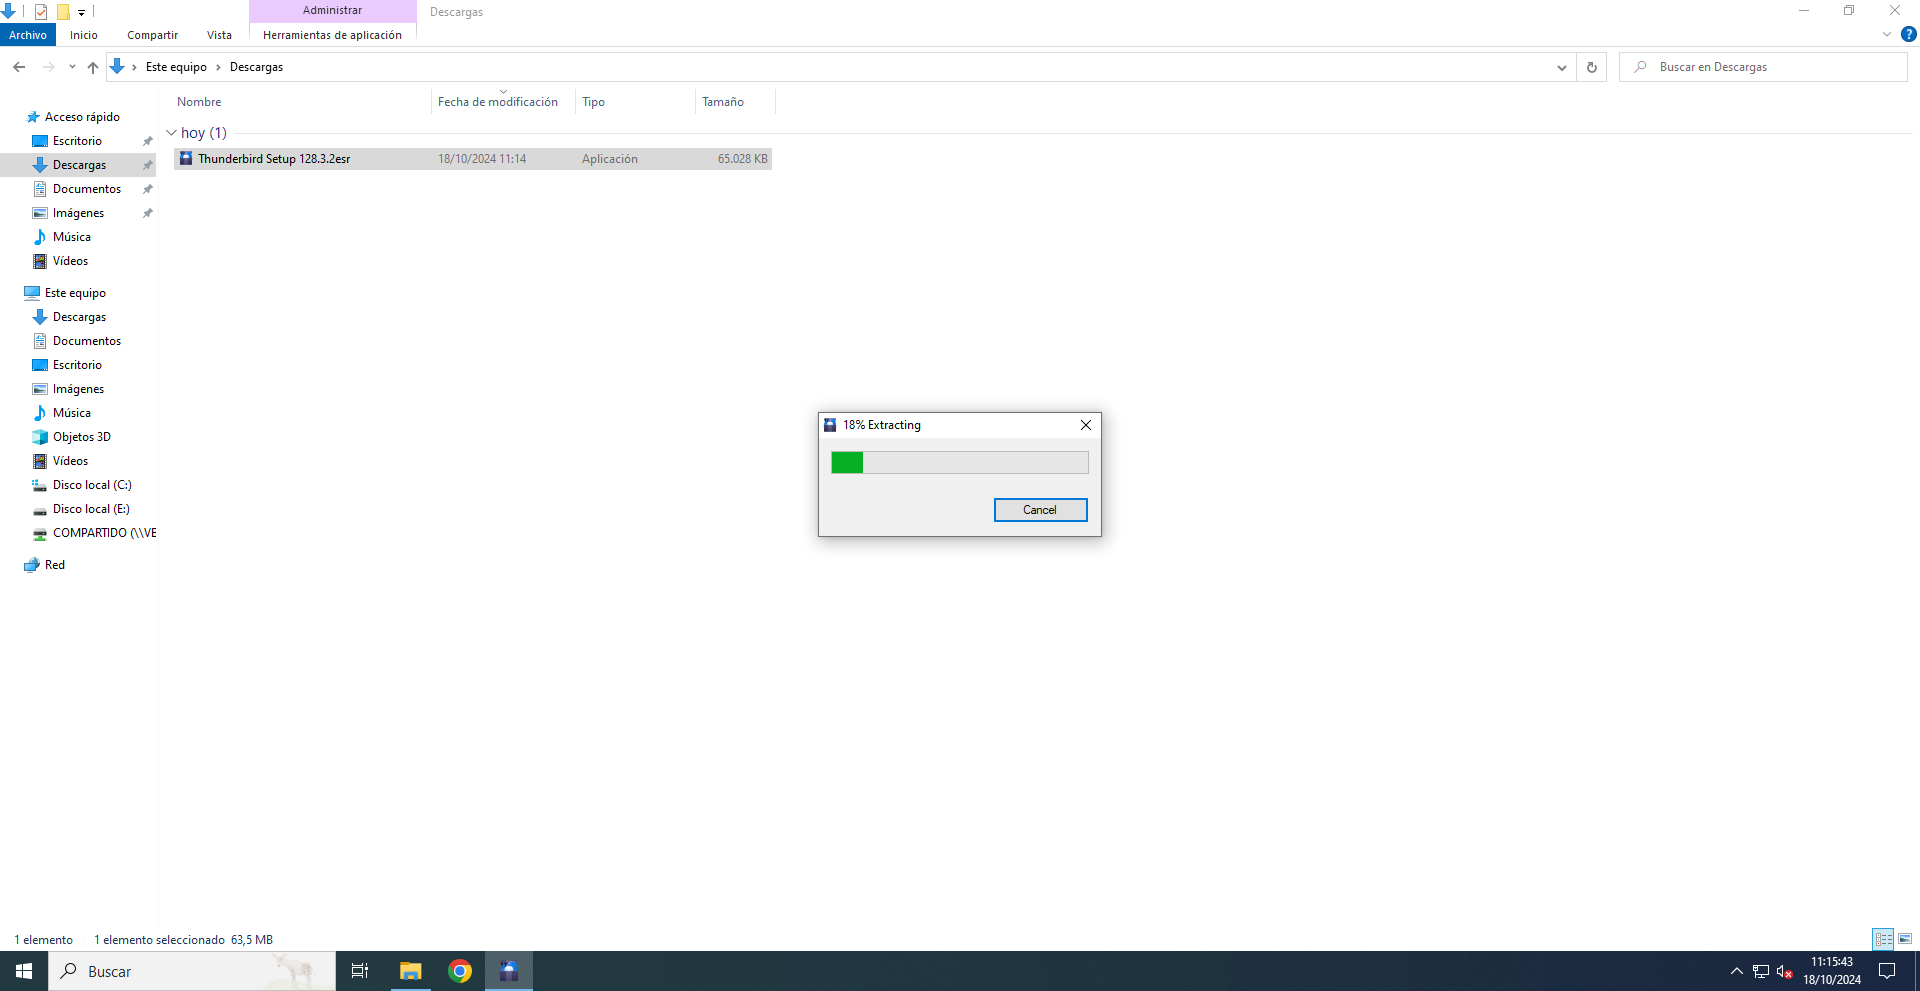 Administrar
Descargas
Archivo
Inicio
Compartir
Vista
Herramientas de aplicación
Este equipo
Descargas
Buscar en Descargas
Nombre
Fecha de modificación
Tipo
Tamaño
hoy (1)
Thunderbird Setup 128.3.2esr
18/10/2024 11:14
Aplicación
65.028 KB
Acceso rápido
Escritorio
Descargas
Documentos
Imágenes
Música
Vídeos
Este equipo
Descargas
Documentos
Escritorio
Imágenes
Música
Objetos 3D
Vídeos
Disco local (C:)
Disco local (E:)
COMPARTIDO (\\VE
Red
18% Extracting
Cancel
1 elemento
1 elemento seleccionado 63,5 MB
Buscar
11:15:43
18/10/2024